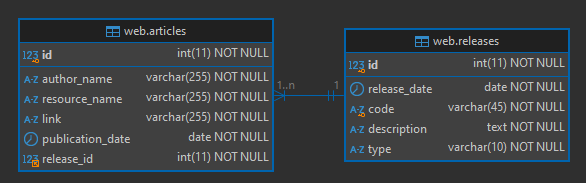 web.articles
123 id int(11) NOT NULL
A-Z author_name varchar(255) NOT NULL
A-Z resource_name varchar(255) NOT NULL
A-Z link varchar(255) NOT NULL
publication_date date NOT NULL
123 release_id int(11) NOT NULL
1..n 1
web.releases
123 id int(11) NOT NULL
release_date date NOT NULL
A-Z code varchar(45) NOT NULL
A-Z description text NOT NULL
A-Z type varchar(10) NOT NULL